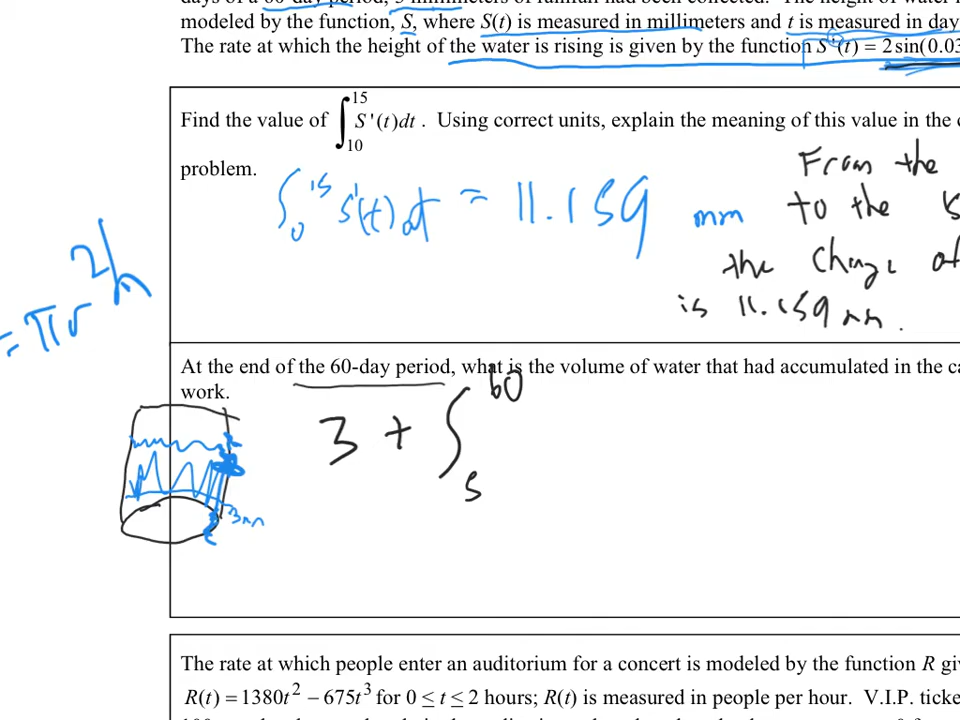 modeled by the function, S, where S(t) is measured in millimeters and t is measured in day
The rate at which the height of the water is rising is given by the function S'(t) = 2sin(0.03
Find the value of ∫₁₀¹⁵ S'(t)dt . Using correct units, explain the meaning of this value in the
problem.
∫₀¹⁵ S'(t)dt = 11.159 mm
From the
to the
the change of
is 11.159 mm.
= πr²h
At the end of the 60-day period, what is the volume of water that had accumulated in the ca
work.
3 + ∫₅⁶⁰
3mm
The rate at which people enter an auditorium for a concert is modeled by the function R giv
R(t) = 1380t² − 675t³ for 0 ≤ t ≤ 2 hours; R(t) is measured in people per hour. V.I.P. ticke